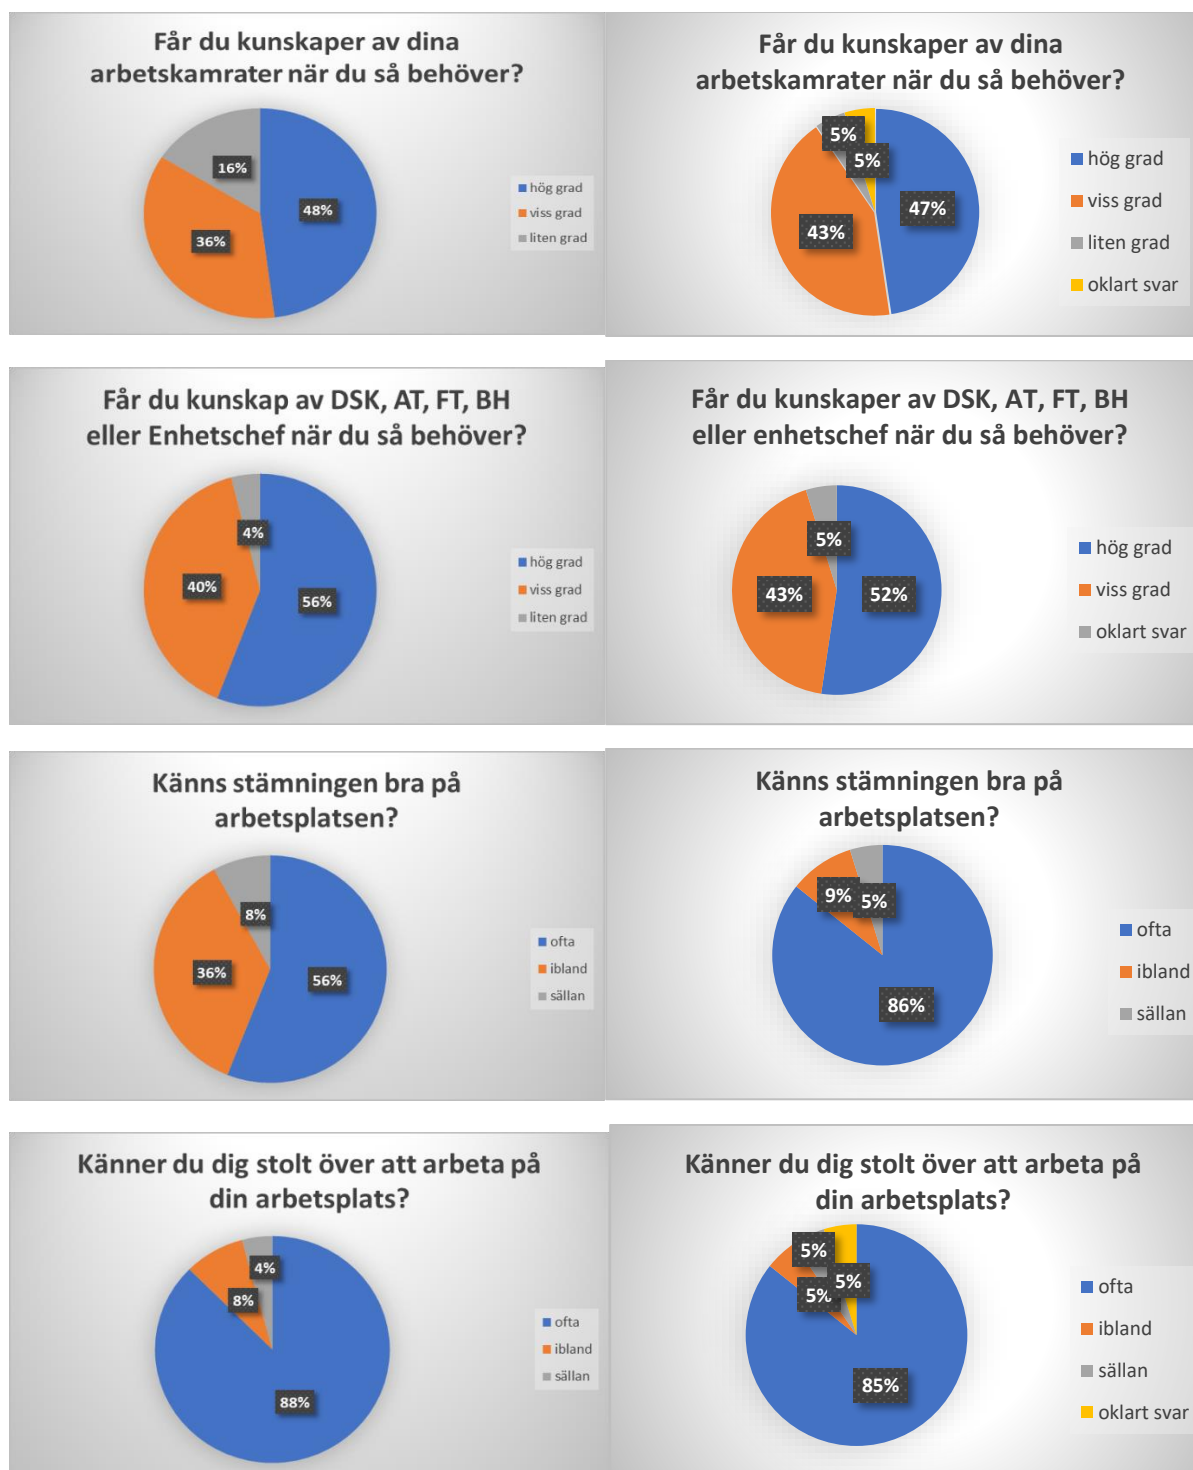 Får du kunskaper av dina
arbetskamrater när du så behöver?
16%
48%
36%
hög grad
viss grad
liten grad
Får du kunskaper av dina
arbetskamrater när du så behöver?
5%
5%
47%
43%
hög grad
viss grad
liten grad
oklart svar
Får du kunskap av DSK, AT, FT, BH
eller Enhetschef när du så behöver?
4%
40%
56%
hög grad
viss grad
liten grad
Får du kunskaper av DSK, AT, FT, BH
eller enhetschef när du så behöver?
5%
43%
52%
hög grad
viss grad
oklart svar
Känns stämningen bra på
arbetsplatsen?
8%
36%
56%
ofta
ibland
sällan
Känns stämningen bra på
arbetsplatsen?
9%
5%
86%
ofta
ibland
sällan
Känner du dig stolt över att arbeta på
din arbetsplats?
4%
8%
88%
ofta
ibland
sällan
Känner du dig stolt över att arbeta på
din arbetsplats?
5%
5%
5%
85%
ofta
ibland
sällan
oklart svar